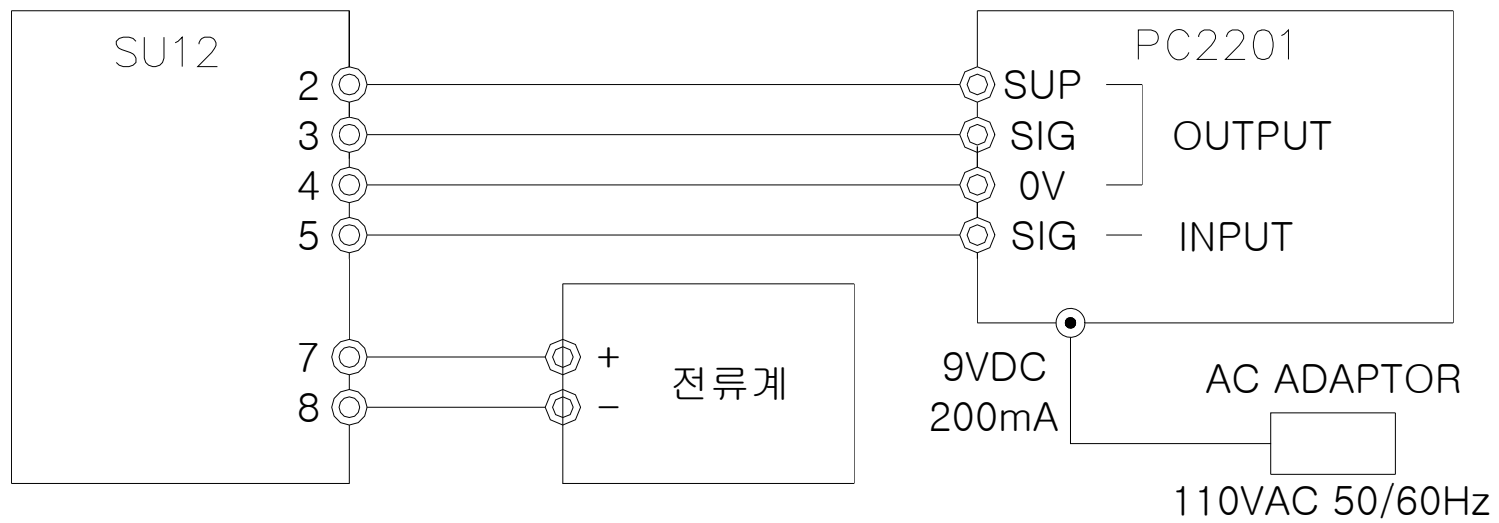 SU12
PC2201
2
SUP
3
SIG
OUTPUT
4
0V
5
SIG
INPUT
7
+
8
-
전류계
9VDC
200mA
AC ADAPTOR
110VAC 50/60Hz